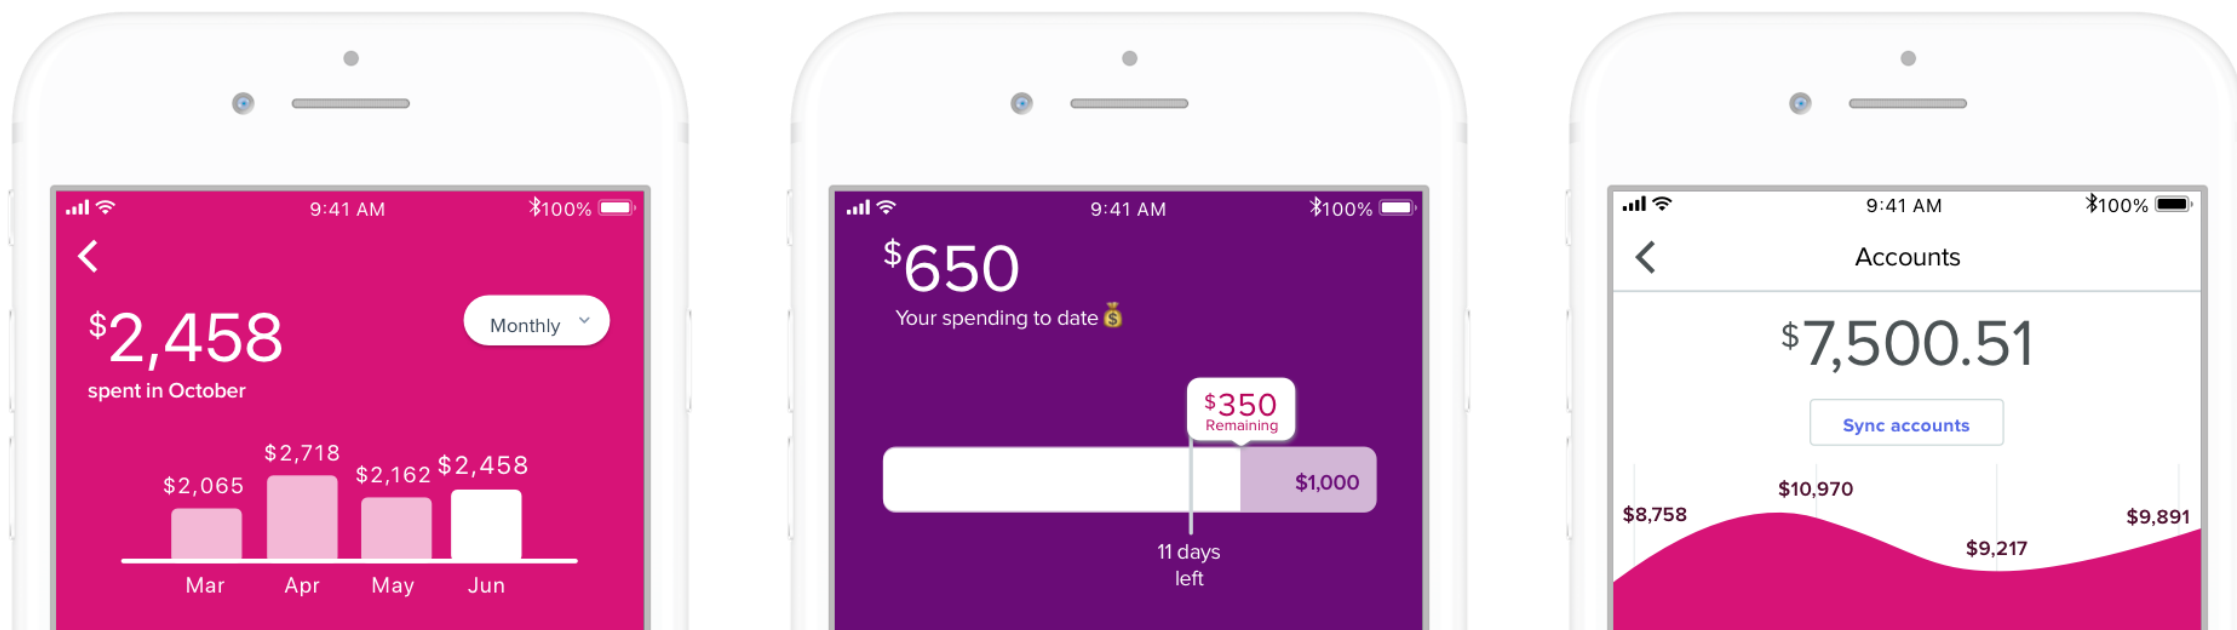 9:41 AM
100%
$2,458
Monthly
spent in October
$2,065
$2,718
$2,162
$2,458
Mar
Apr
May
Jun
9:41 AM
100%
$650
Your spending to date
$350
Remaining
$1,000
11 days
left
9:41 AM
100%
Accounts
$7,500.51
Sync accounts
$8,758
$10,970
$9,217
$9,891